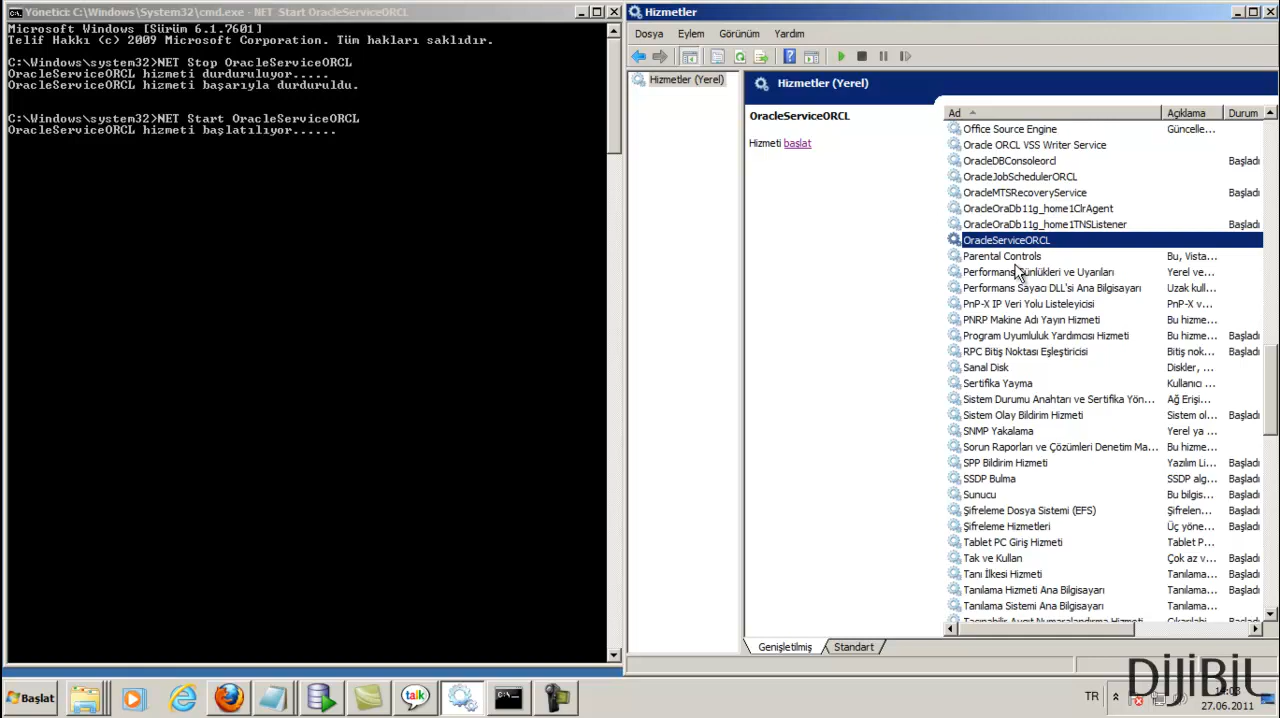 Yönetici: C:\Windows\System32\cmd.exe - NET Start OracleServiceORCL
Microsoft Windows [Sürüm 6.1.7601]
Telif Hakkı (c) 2009 Microsoft Corporation. Tüm hakları saklıdır.
C:\Windows\system32>NET Stop OracleServiceORCL
OracleServiceORCL hizmeti durduruluyor.....
OracleServiceORCL hizmeti başarıyla durduruldu.
C:\Windows\system32>NET Start OracleServiceORCL
OracleServiceORCL hizmeti başlatılıyor......
Hizmetler
Dosya Eylem Görünüm Yardım
Hizmetler (Yerel)
Hizmetler (Yerel)
OracleServiceORCL
Hizmeti başlat
Ad Açıklama Durum
Office Source Engine Güncelle...
Oracle ORCL VSS Writer Service
OracleDBConsoleorcl Başladı
OracleJobSchedulerORCL
OracleMTSRecoveryService Başladı
OracleOraDb11g_home1ClrAgent
OracleOraDb11g_home1TNSListener Başladı
OracleServiceORCL
Parental Controls Bu, Vista...
Performans Günlükleri ve Uyarıları Yerel ve...
Performans Sayacı DLL'si Ana Bilgisayarı Uzak kull...
PnP-X IP Veri Yolu Listeleyicisi PnP-X v...
PNRP Makine Adı Yayın Hizmeti Bu hizme...
Program Uyumluluk Yardımcısı Hizmeti Bu hizme... Başladı
RPC Bitiş Noktası Eşleştiricisi Bitiş nok... Başladı
Sanal Disk Diskler, ...
Sertifika Yayma Kullanıcı ...
Sistem Durumu Anahtarı ve Sertifika Yön... Ağ Erişi...
Sistem Olay Bildirim Hizmeti Sistem ol... Başladı
SNMP Yakalama Yerel ya ...
Sorun Raporları ve Çözümleri Denetim Ma... Bu hizme...
SPP Bildirim Hizmeti Yazılım Li... Başladı
SSDP Bulma SSDP alg... Başladı
Sunucu Bu bilgis... Başladı
Şifreleme Dosya Sistemi (EFS) Şifrelen... Başladı
Şifreleme Hizmetleri Üç yöne... Başladı
Tablet PC Giriş Hizmeti Tablet P...
Tak ve Kullan Çok az v... Başladı
Tanı İlkesi Hizmeti Tanılama... Başladı
Tanılama Hizmeti Ana Bilgisayarı Tanılama... Başladı
Tanılama Sistemi Ana Bilgisayarı Tanılama...
Taşınabilir Aygıt Numaralandırma Hizmeti Çıkarılabi... Başladı
Genişletilmiş Standart
Başlat
talk
TR
27.06.2011
DijiBil